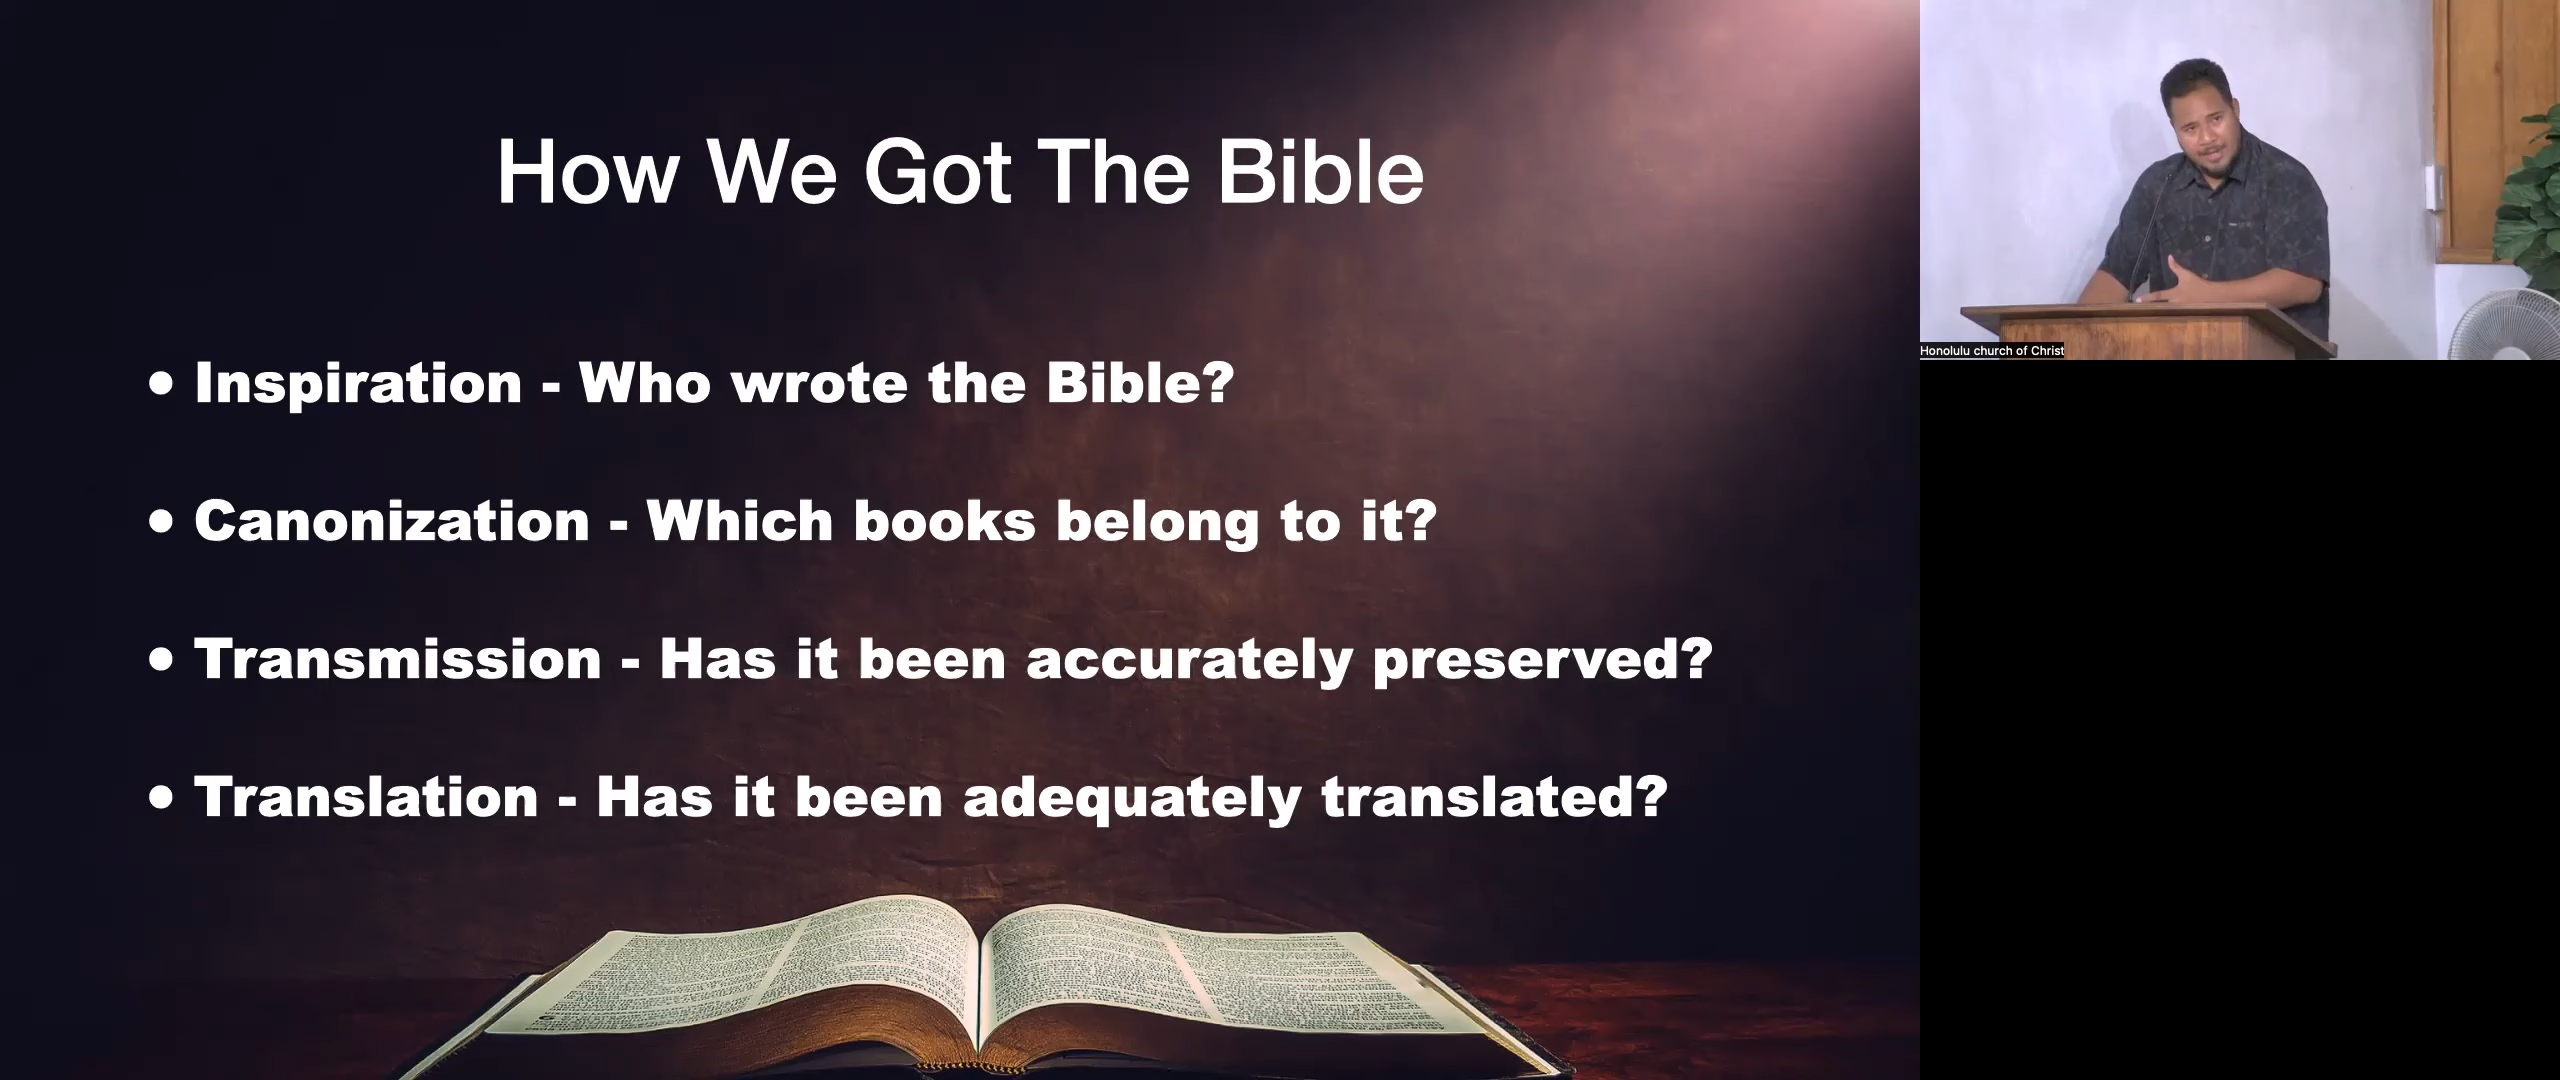 How We Got The Bible
• Inspiration - Who wrote the Bible?
• Canonization - Which books belong to it?
• Transmission - Has it been accurately preserved?
• Translation - Has it been adequately translated?
Honolulu church of Christ